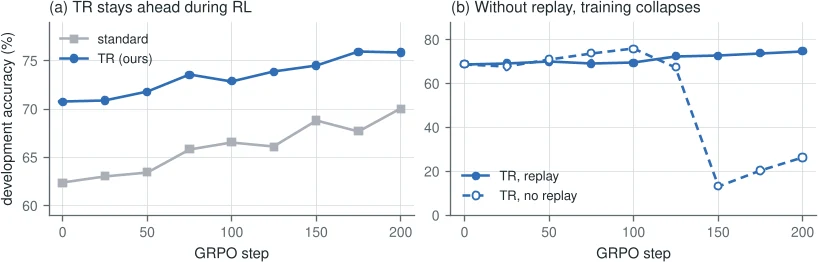 (a) TR stays ahead during RL
development accuracy (%)
75
70
65
60
standard
TR (ours)
0 50 100 150 200
GRPO step
(b) Without replay, training collapses
80
60
40
20
0
TR, replay
TR, no replay
0 50 100 150 200
GRPO step